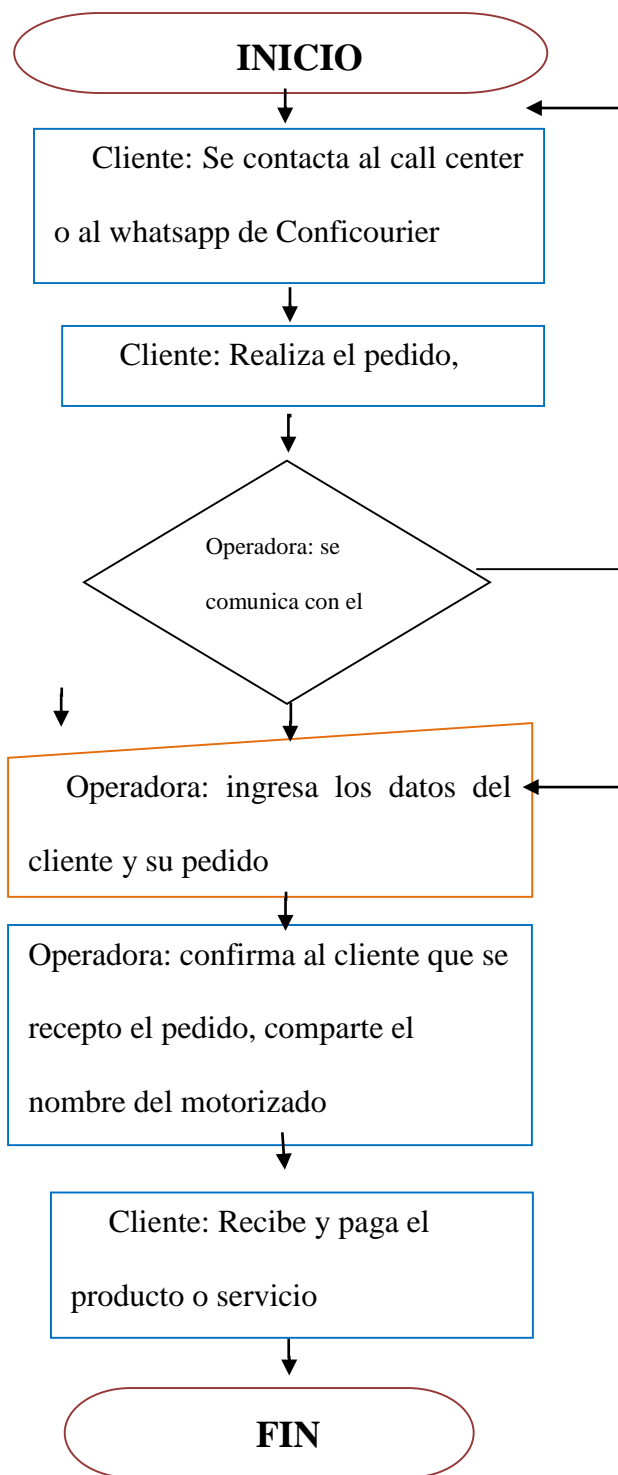 INICIO
Cliente: Se contacta al call center
o al whatsapp de Conficourier
Cliente: Realiza el pedido,
Operadora: se
comunica con el
Operadora: ingresa los datos del
cliente y su pedido
Operadora: confirma al cliente que se
recepto el pedido, comparte el
nombre del motorizado
Cliente: Recibe y paga el
producto o servicio
FIN